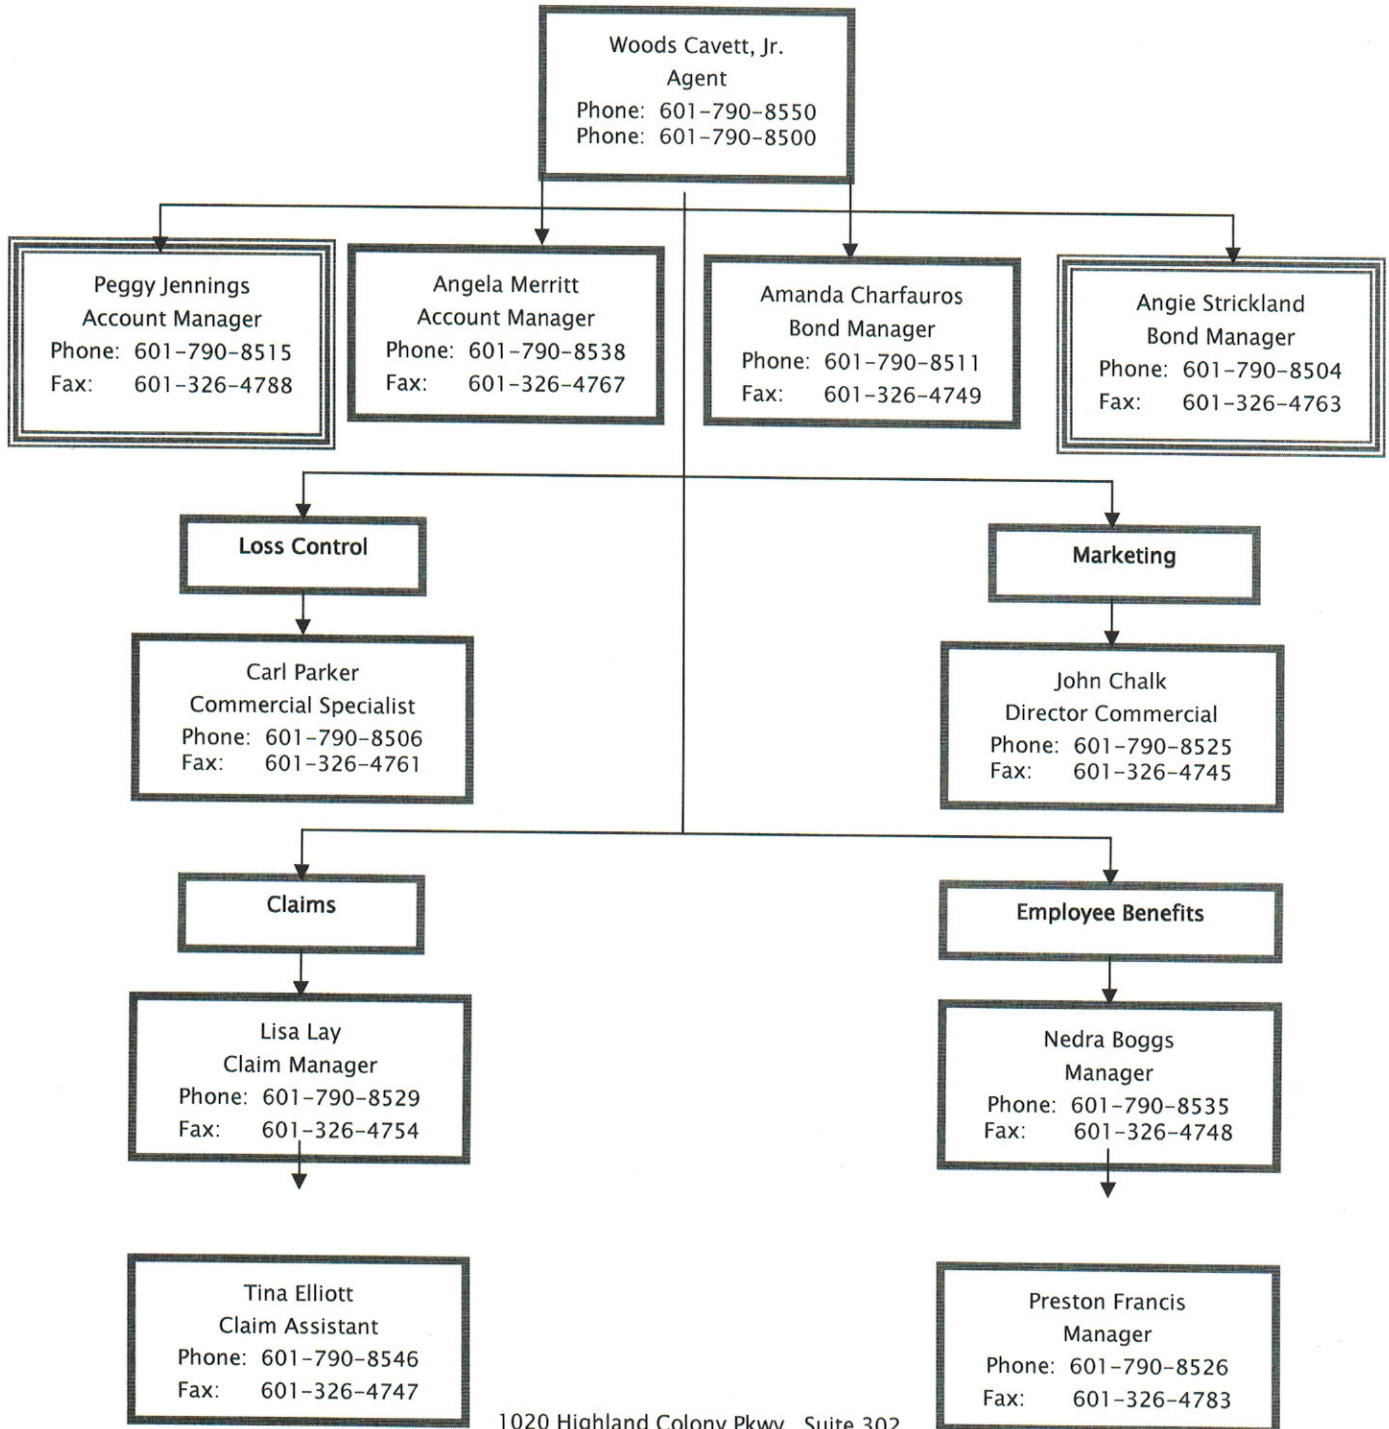 Woods Cavett, Jr.
Agent
Phone: 601-790-8550
Phone: 601-790-8500
Peggy Jennings
Account Manager
Phone: 601-790-8515
Fax: 601-326-4788
Angela Merritt
Account Manager
Phone: 601-790-8538
Fax: 601-326-4767
Amanda Charfauros
Bond Manager
Phone: 601-790-8511
Fax: 601-326-4749
Angie Strickland
Bond Manager
Phone: 601-790-8504
Fax: 601-326-4763
Loss Control
Marketing
Carl Parker
Commercial Specialist
Phone: 601-790-8506
Fax: 601-326-4761
John Chalk
Director Commercial
Phone: 601-790-8525
Fax: 601-326-4745
Claims
Employee Benefits
Lisa Lay
Claim Manager
Phone: 601-790-8529
Fax: 601-326-4754
Nedra Boggs
Manager
Phone: 601-790-8535
Fax: 601-326-4748
Tina Elliott
Claim Assistant
Phone: 601-790-8546
Fax: 601-326-4747
Preston Francis
Manager
Phone: 601-790-8526
Fax: 601-326-4783
1020 Highland Colony Pkwy Suite 302